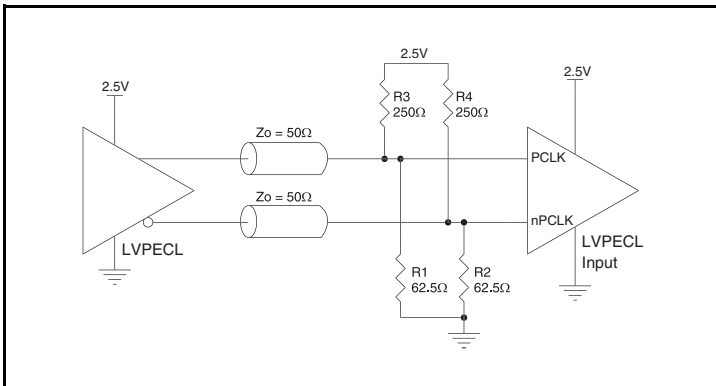 2.5V
2.5V
2.5V
R3
250Ω
R4
250Ω
Zo = 50Ω
PCLK
Zo = 50Ω
nPCLK
LVPECL
LVPECL
Input
R1
62.5Ω
R2
62.5Ω